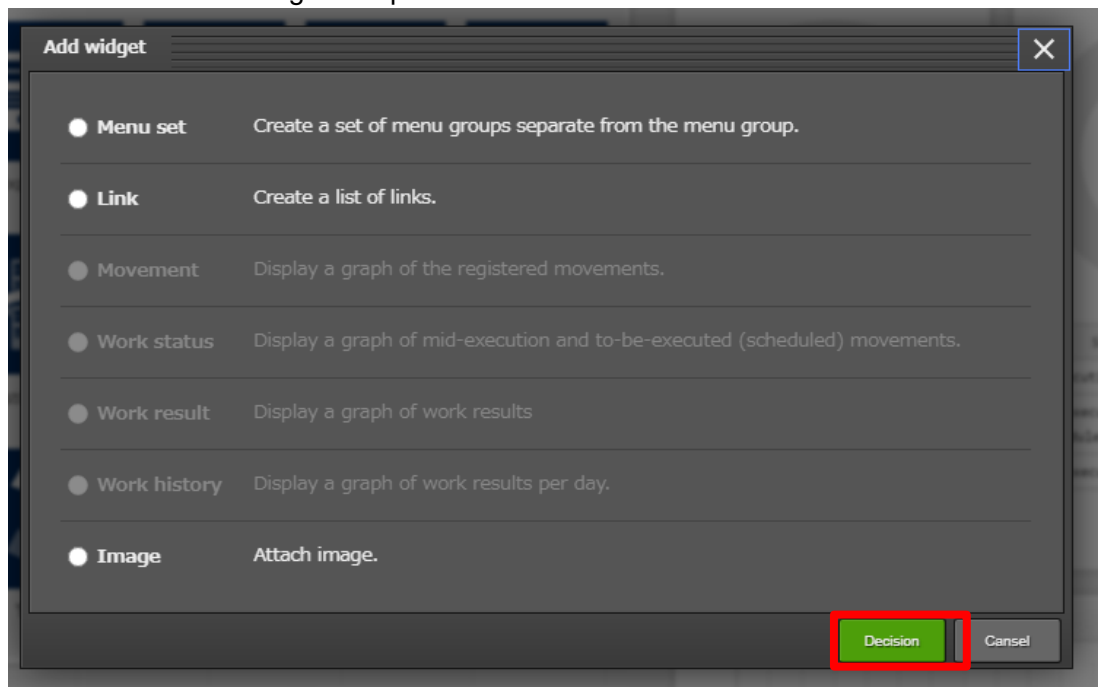 Add widget
Menu set Create a set of menu groups separate from the menu group.
Link Create a list of links.
Movement Display a graph of the registered movements.
Work status Display a graph of mid-execution and to-be-executed (scheduled) movements.
Work result Display a graph of work results
Work history Display a graph of work results per day.
Image Attach image.
Decision Cansel